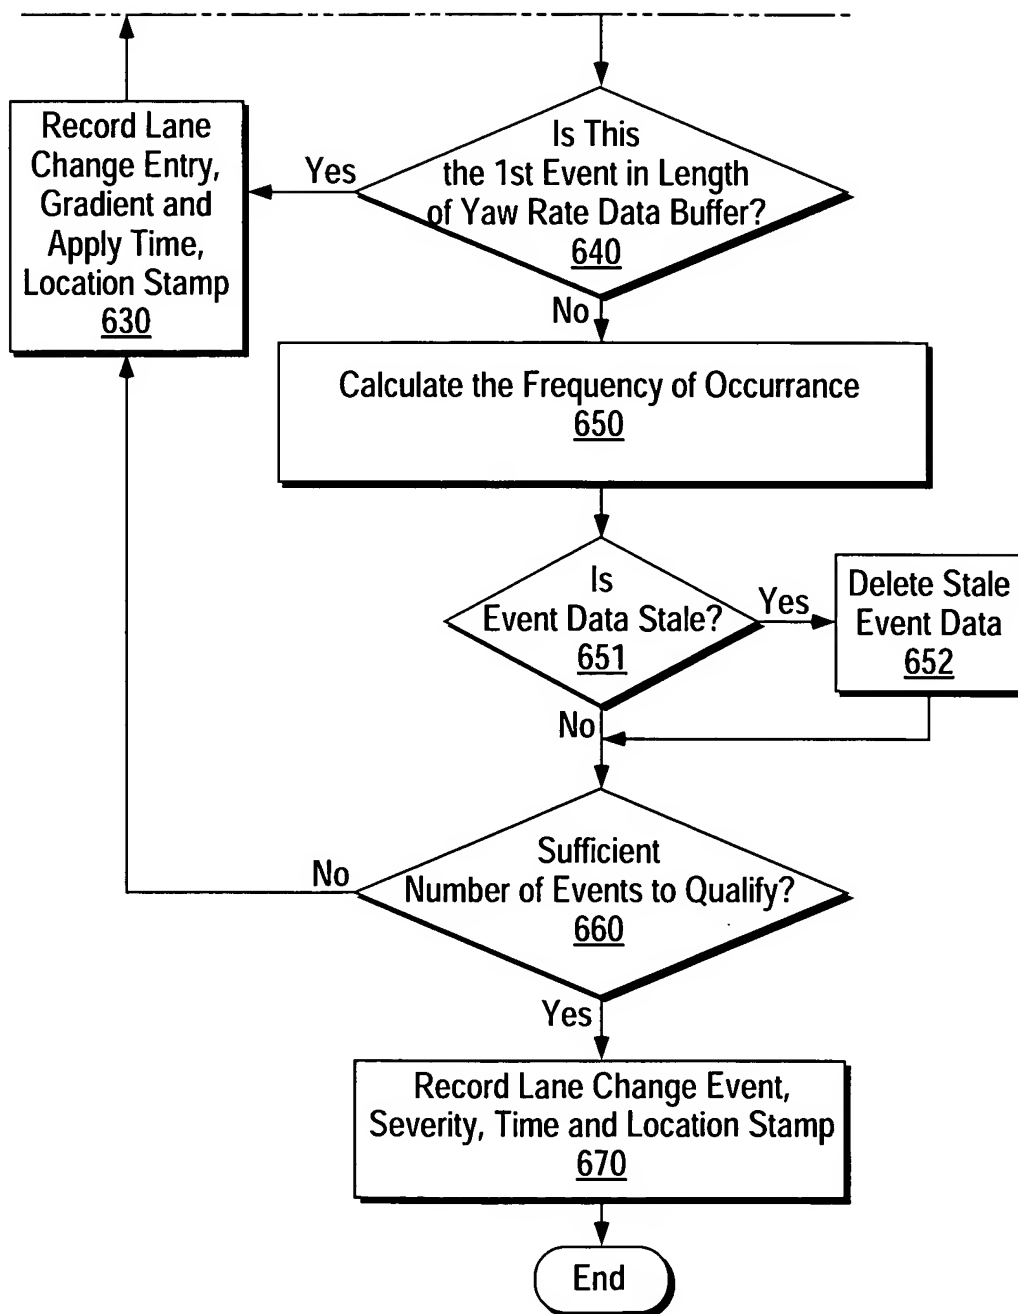 Record Lane
Change Entry,
Gradient and
Apply Time,
Location Stamp
630
Yes
Is This
the 1st Event in Length
of Yaw Rate Data Buffer?
640
No
Calculate the Frequency of Occurrance
650
Is
Event Data Stale?
651
Yes
Delete Stale
Event Data
652
No
Sufficient
Number of Events to Qualify?
660
No
Yes
Record Lane Change Event,
Severity, Time and Location Stamp
670
End